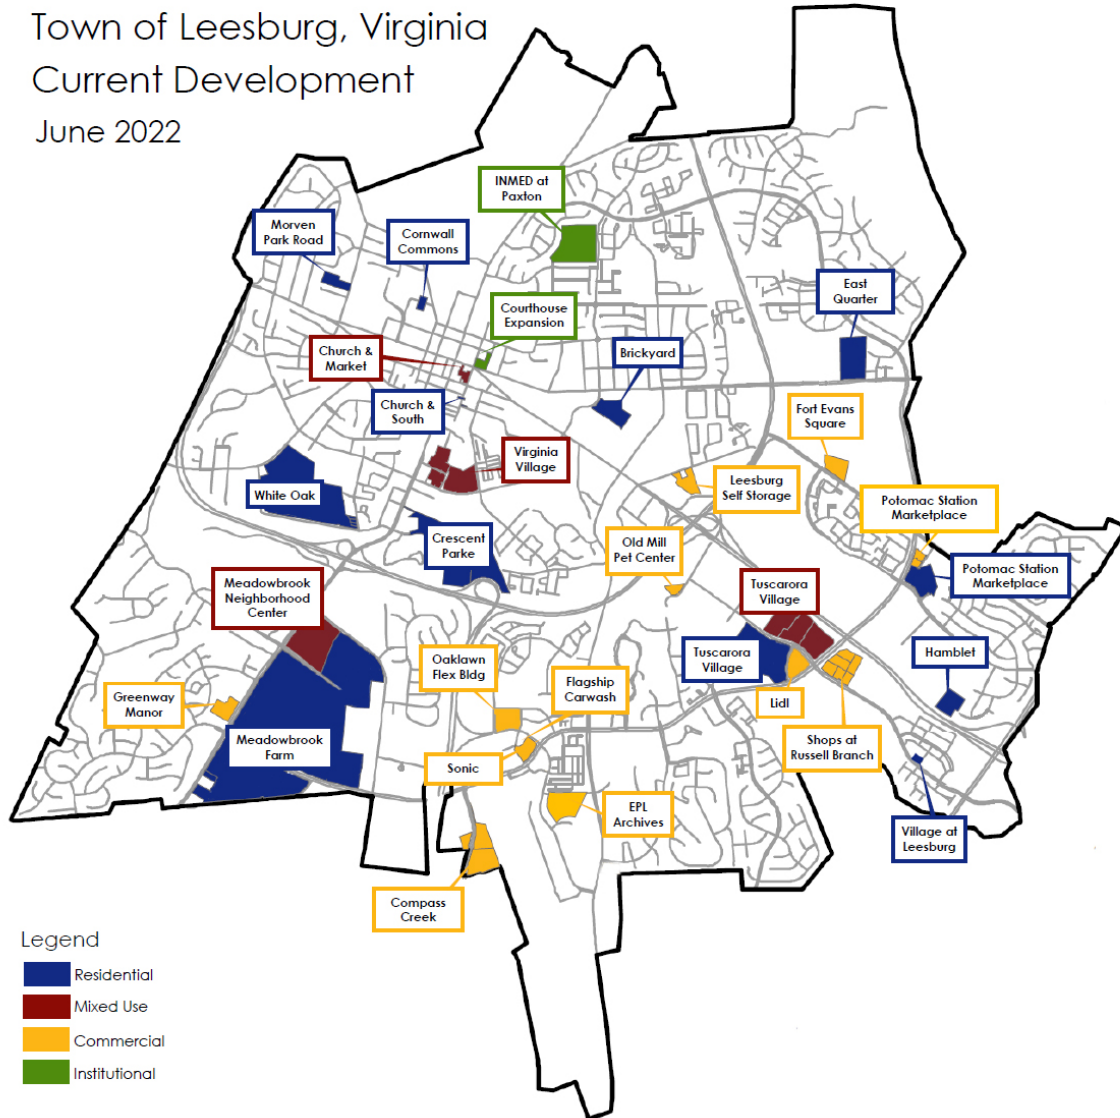 Town of Leesburg, Virginia
Current Development
June 2022
INMED at
Paxton
Morven
Park Road
Cornwall
Commons
East
Quarter
Courthouse
Expansion
Church &
Market
Brickyard
Church &
South
Fort Evans
Square
Virginia
Village
Leesburg
Self Storage
White Oak
Potomac Station
Marketplace
Crescent
Parke
Old Mill
Pet Center
Potomac Station
Marketplace
Meadowbrook
Neighborhood
Center
Tuscarora
Village
Tuscarora
Village
Hamblet
Oaklawn
Flex Bldg
Flagship
Carwash
Greenway
Manor
Lidl
Meadowbrook
Farm
Shops at
Russell Branch
Sonic
EPL
Archives
Village at
Leesburg
Compass
Creek
Legend
Residential
Mixed Use
Commercial
Institutional